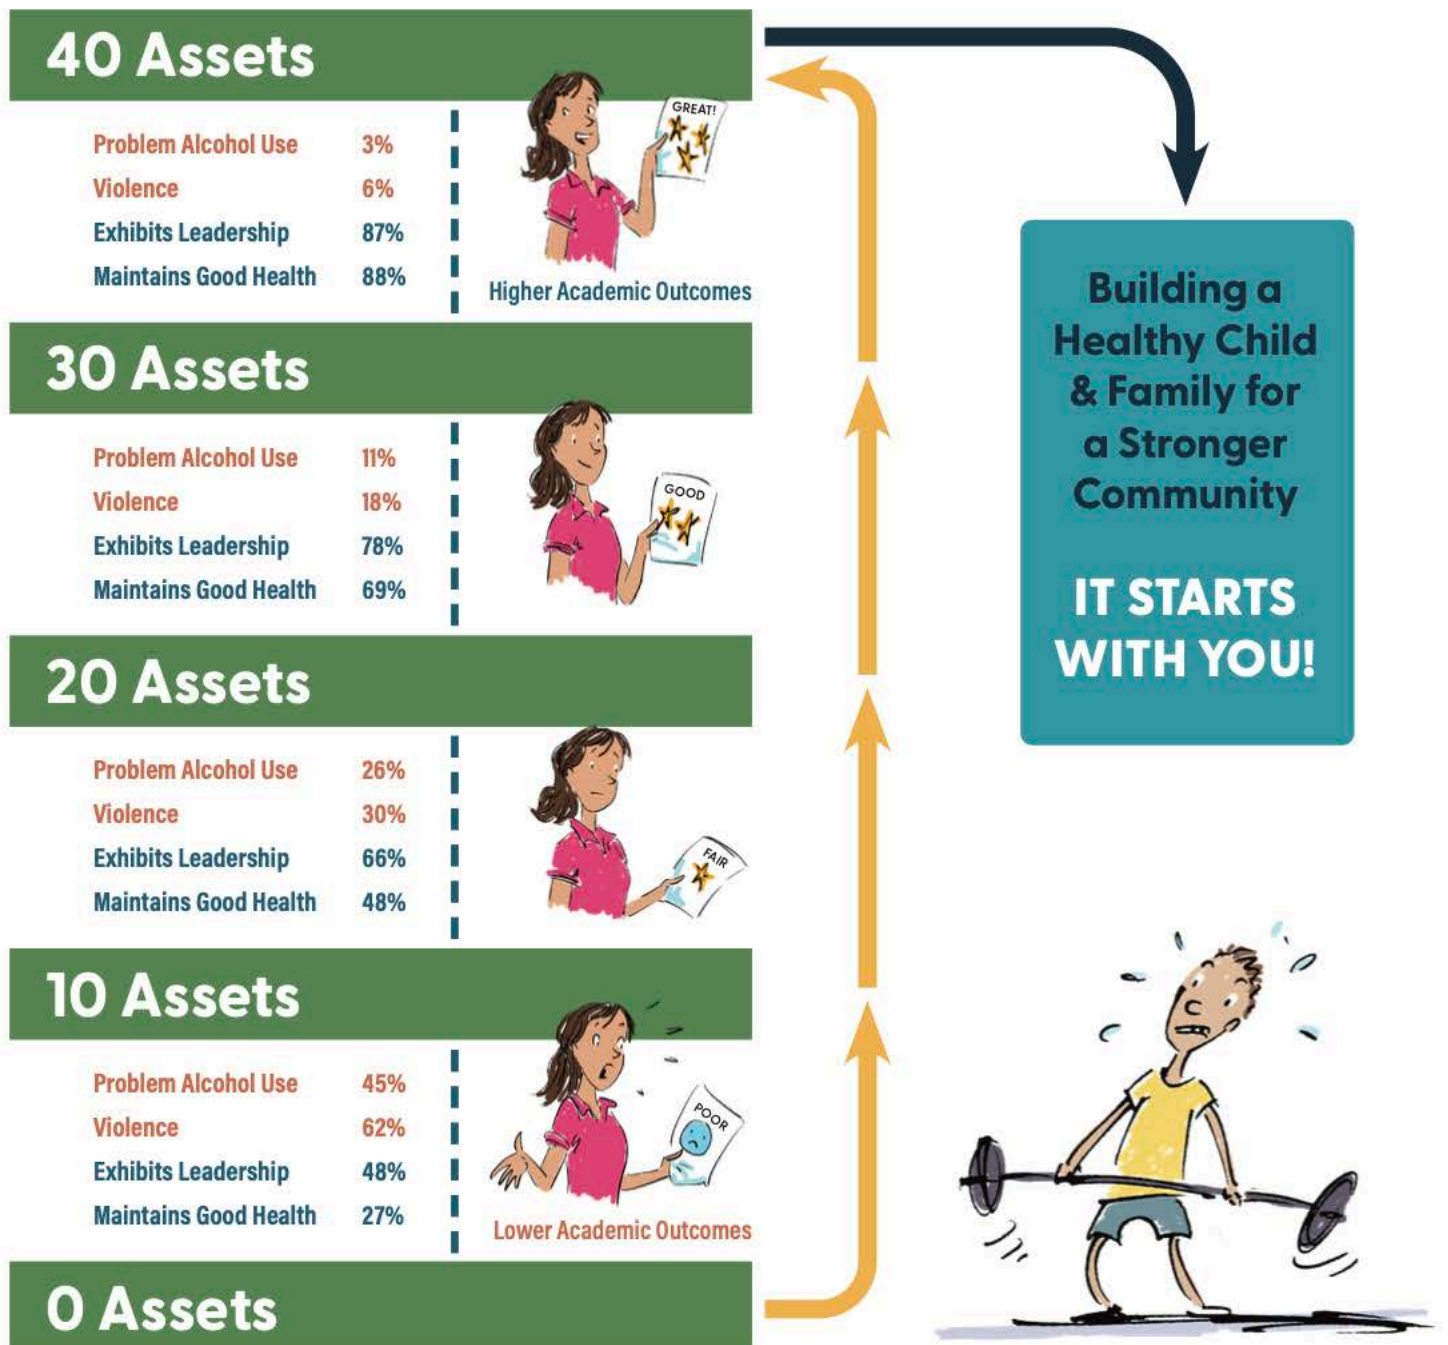 40 Assets
Problem Alcohol Use 3%
Violence 6%
Exhibits Leadership 87%
Maintains Good Health 88%
GREAT!
Higher Academic Outcomes
30 Assets
Problem Alcohol Use 11%
Violence 18%
Exhibits Leadership 78%
Maintains Good Health 69%
GOOD
20 Assets
Problem Alcohol Use 26%
Violence 30%
Exhibits Leadership 66%
Maintains Good Health 48%
FAIR
10 Assets
Problem Alcohol Use 45%
Violence 62%
Exhibits Leadership 48%
Maintains Good Health 27%
POOR
Lower Academic Outcomes
0 Assets
Building a
Healthy Child
& Family for
a Stronger
Community
IT STARTS
WITH YOU!